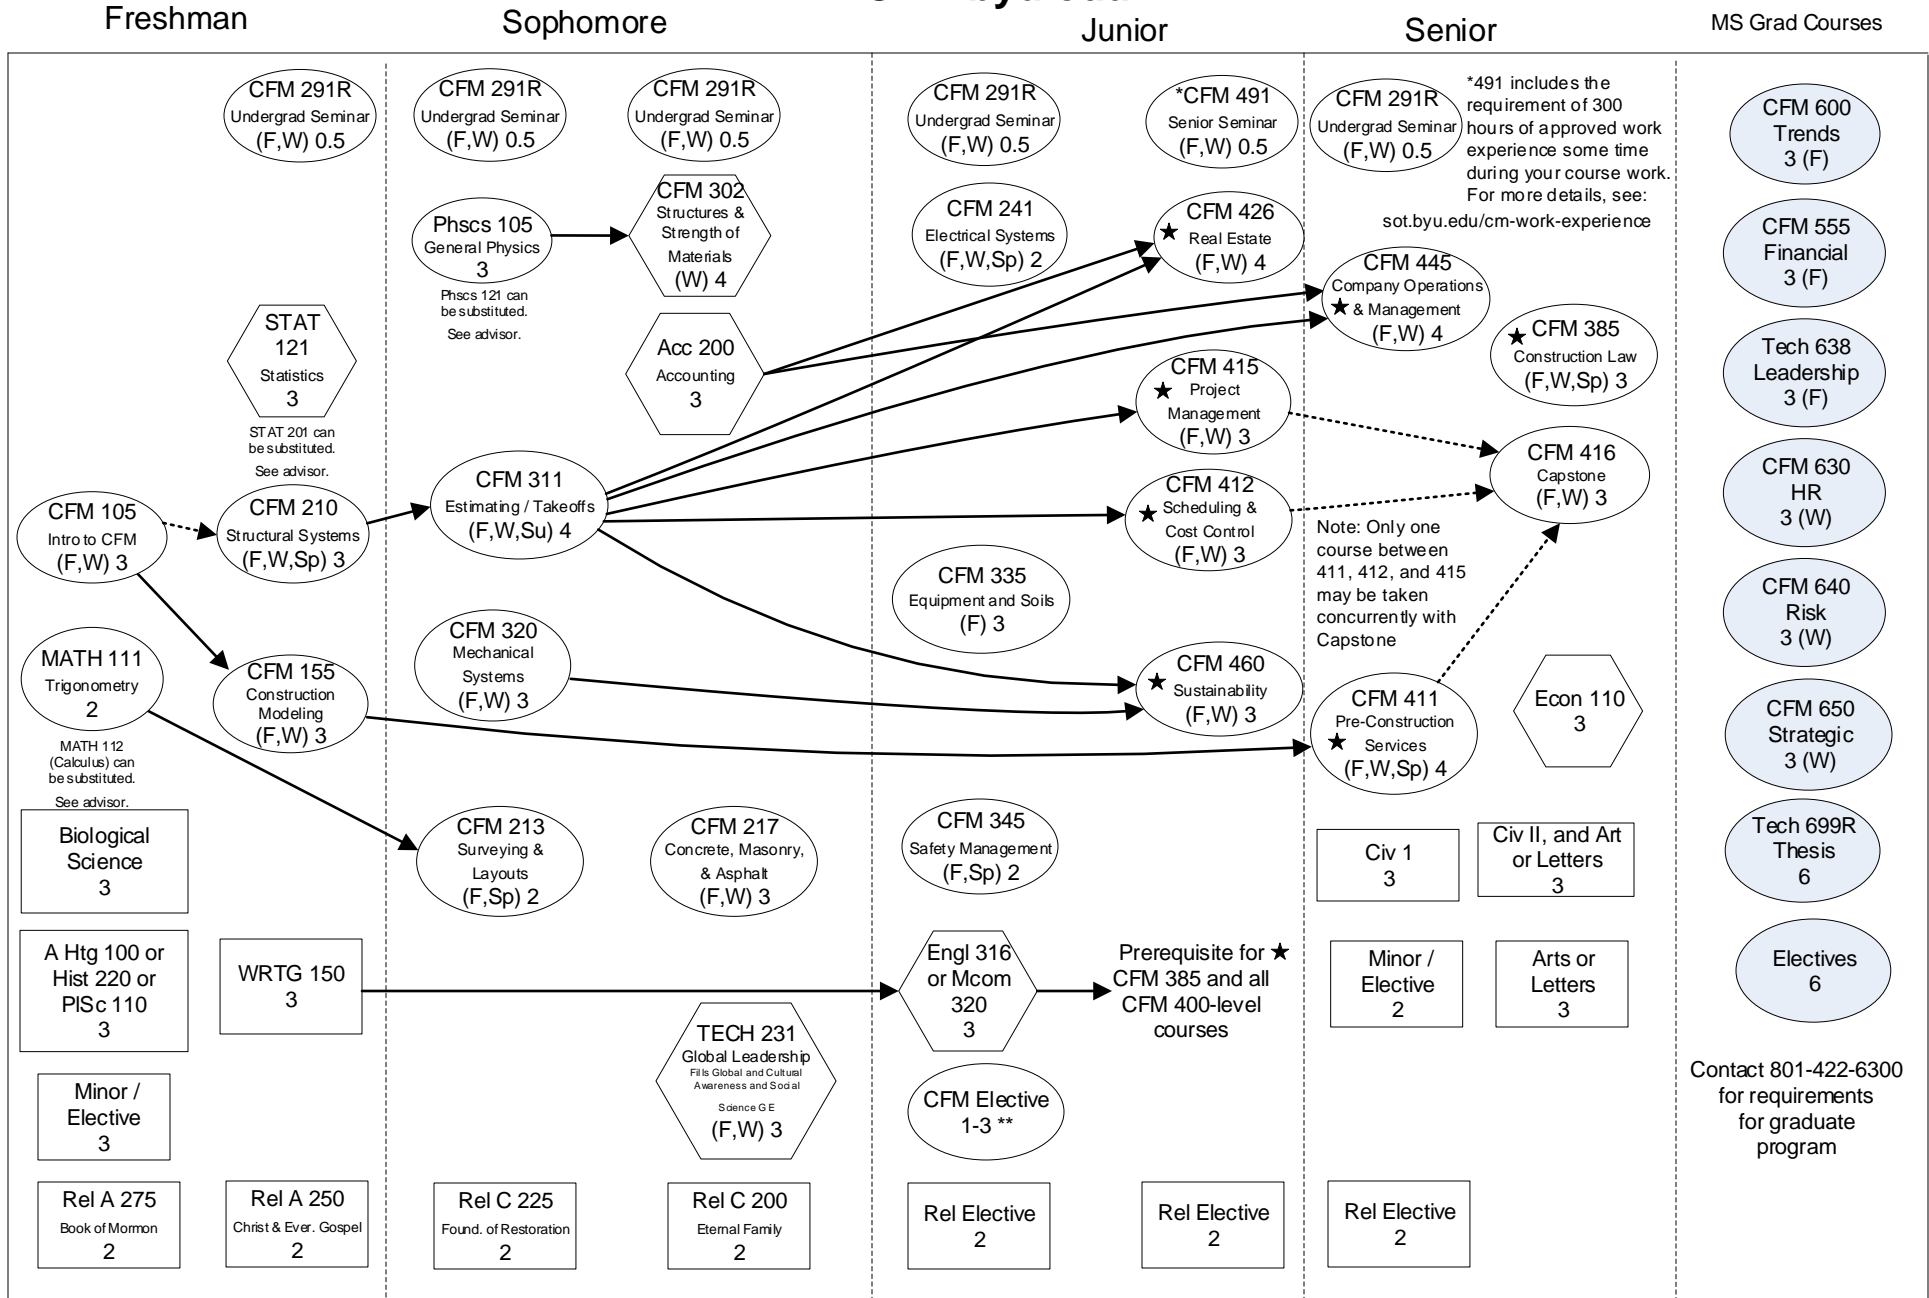 Freshman
Sophomore
Junior
Senior
MS Grad Courses
CFM 291R
Undergrad Seminar
(F,W) 0.5
CFM 291R
Undergrad Seminar
(F,W) 0.5
CFM 291R
Undergrad Seminar
(F,W) 0.5
CFM 291R
Undergrad Seminar
(F,W) 0.5
*CFM 491
Senior Seminar
(F,W) 0.5
CFM 291R
Undergrad Seminar
(F,W) 0.5
*491 includes the
requirement of 300
hours of approved work
experience some time
during your course work.
For more details, see:
sot.byu.edu/cm-work-experience
CFM 600
Trends
3 (F)
Phscs 105
General Physics
3
Phscs 121 can
be substituted.
See advisor.
CFM 302
Structures &
Strength of
Materials
(W) 4
CFM 241
Electrical Systems
(F,W,Sp) 2
CFM 426
★ Real Estate
(F,W) 4
CFM 445
Company Operations
★ & Management
(F,W) 4
CFM 555
Financial
3 (F)
STAT
121
Statistics
3
STAT 201 can
be substituted.
See advisor.
Acc 200
Accounting
3
CFM 415
★ Project
Management
(F,W) 3
★ CFM 385
Construction Law
(F,W,Sp) 3
Tech 638
Leadership
3 (F)
CFM 105
Intro to CFM
(F,W) 3
CFM 210
Structural Systems
(F,W,Sp) 3
CFM 311
Estimating / Takeoffs
(F,W,Su) 4
CFM 412
★ Scheduling &
Cost Control
(F,W) 3
CFM 416
Capstone
(F,W) 3
Note: Only one
course between
411, 412, and 415
may be taken
concurrently with
Capstone
CFM 630
HR
3 (W)
CFM 335
Equipment and Soils
(F) 3
CFM 640
Risk
3 (W)
MATH 111
Trigonometry
2
MATH 112
(Calculus) can
be substituted.
See advisor.
CFM 155
Construction
Modeling
(F,W) 3
CFM 320
Mechanical
Systems
(F,W) 3
CFM 460
★ Sustainability
(F,W) 3
CFM 411
Pre-Construction
★ Services
(F,W,Sp) 4
Econ 110
3
CFM 650
Strategic
3 (W)
Biological
Science
3
CFM 213
Surveying &
Layouts
(F,Sp) 2
CFM 217
Concrete, Masonry,
& Asphalt
(F,W) 3
CFM 345
Safety Management
(F,Sp) 2
Civ 1
3
Civ II, and Art
or Letters
3
Tech 699R
Thesis
6
A Htg 100 or
Hist 220 or
PlSc 110
3
WRTG 150
3
Engl 316
or Mcom
320
3
Prerequisite for ★
CFM 385 and all
CFM 400-level
courses
Minor /
Elective
2
Arts or
Letters
3
Electives
6
TECH 231
Global Leadership
Fills Global and Cultural
Awareness and Social
Science GE
(F,W) 3
Minor /
Elective
3
CFM Elective
1-3 **
Contact 801-422-6300
for requirements
for graduate
program
Rel A 275
Book of Mormon
2
Rel A 250
Christ & Ever. Gospel
2
Rel C 225
Found. of Restoration
2
Rel C 200
Eternal Family
2
Rel Elective
2
Rel Elective
2
Rel Elective
2